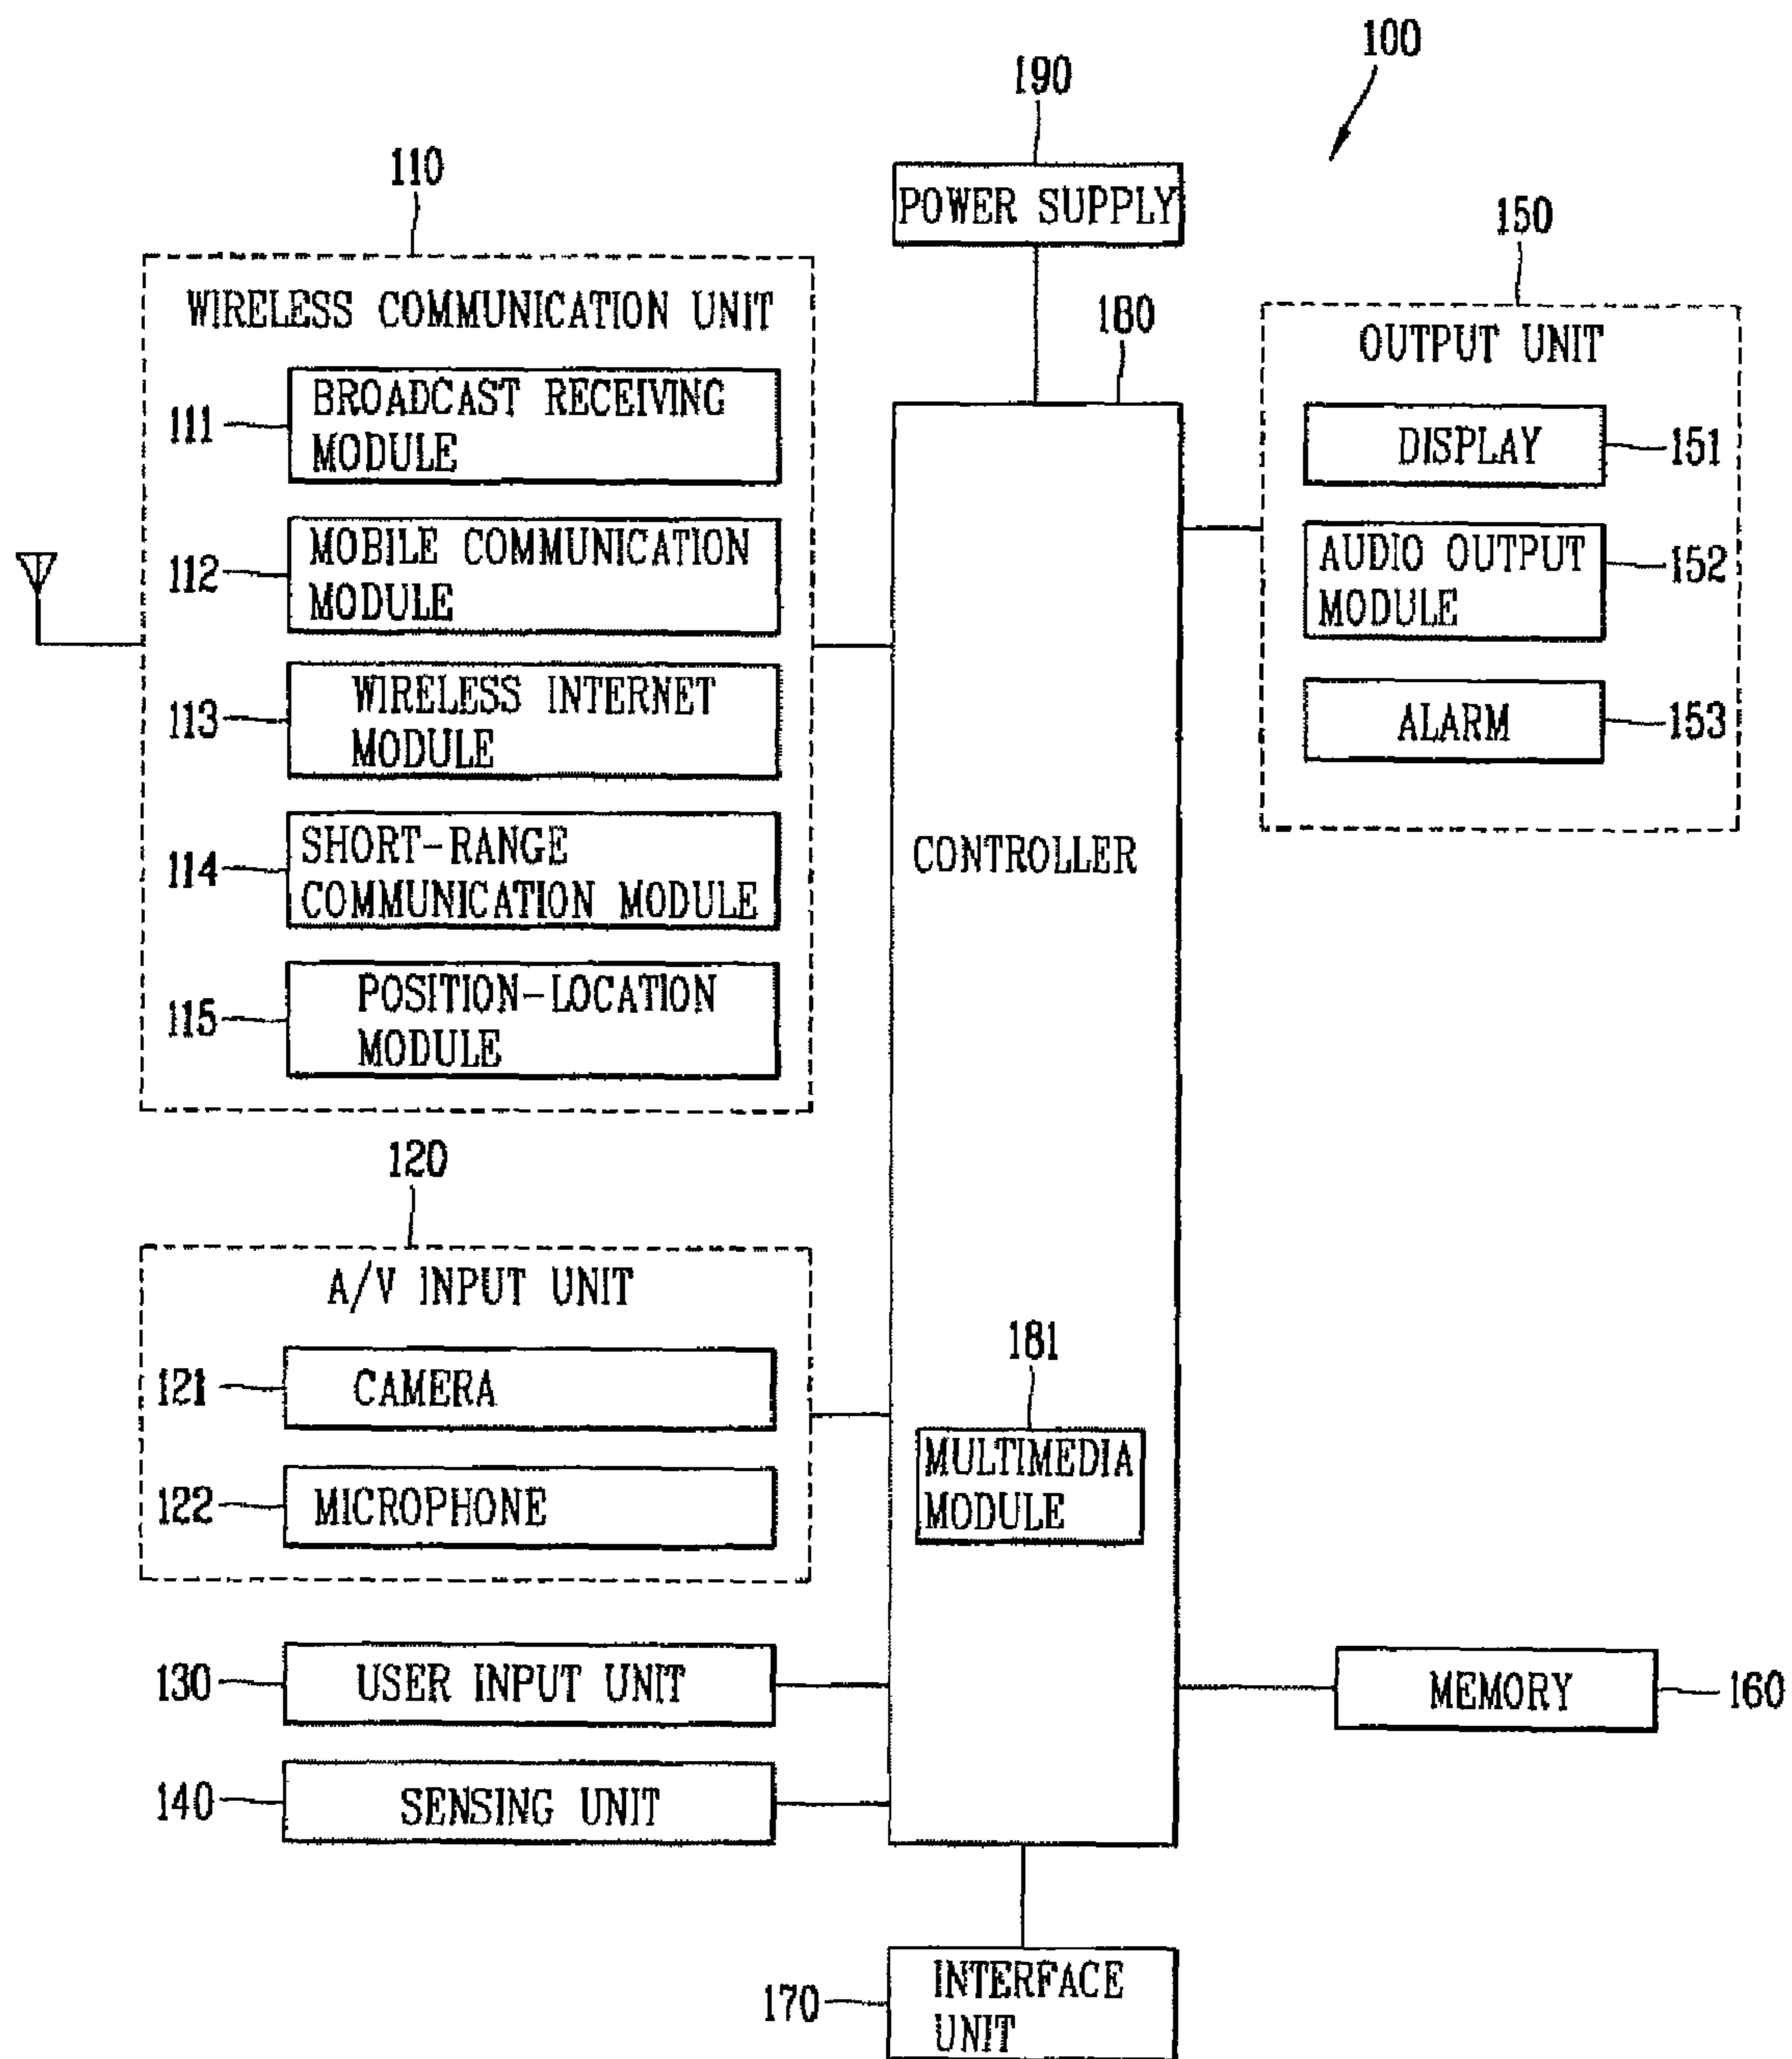 100
190
POWER SUPPLY
110
WIRELESS COMMUNICATION UNIT
111
BROADCAST RECEIVING
MODULE
112
MOBILE COMMUNICATION
MODULE
113
WIRELESS INTERNET
MODULE
114
SHORT-RANGE
COMMUNICATION MODULE
115
POSITION-LOCATION
MODULE
120
A/V INPUT UNIT
121
CAMERA
122
MICROPHONE
130
USER INPUT UNIT
140
SENSING UNIT
180
CONTROLLER
181
MULTIMEDIA
MODULE
150
OUTPUT UNIT
DISPLAY
151
AUDIO OUTPUT
MODULE
152
ALARM
153
MEMORY
160
170
INTERFACE
UNIT